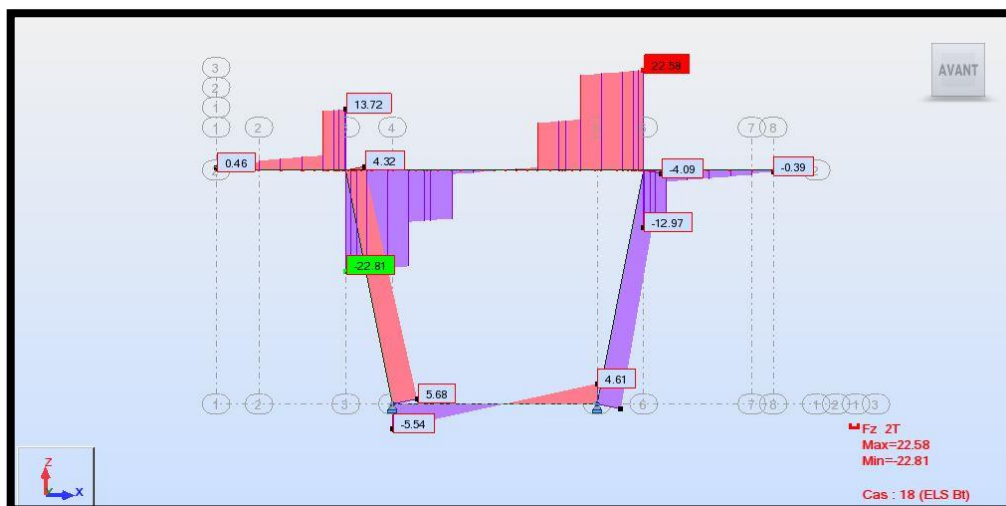 3
22.58
AVANT
2
1
13.72
1 2 4 7 8
4.32
0.46
-4.09
-0.39
-12.97
-22.81
4.61
5.68
1 2 3 6 7 8 1 2 1 3
-5.54
Fz 2T
Max=22.58
Min=-22.81
Cas : 18 (ELS Bt)
Z
X